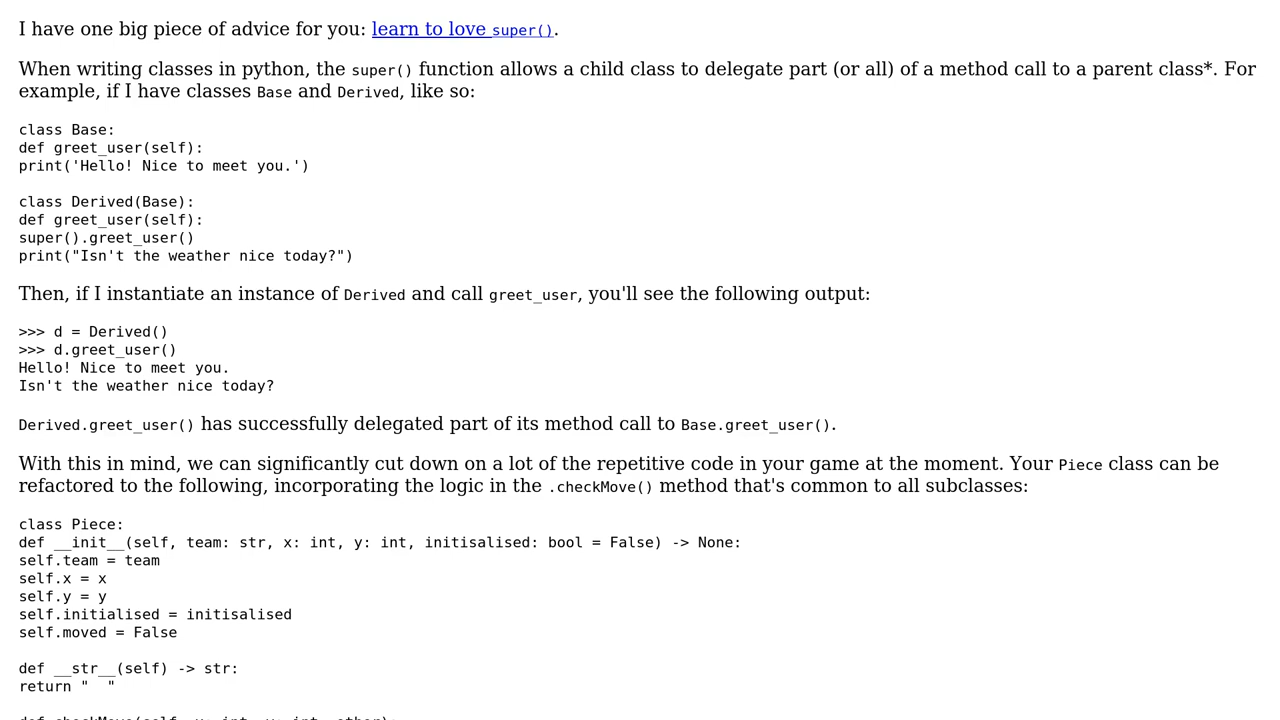 I have one big piece of advice for you: learn to love super().
When writing classes in python, the super() function allows a child class to delegate part (or all) of a method call to a parent class*. For
example, if I have classes Base and Derived, like so:
class Base:
def greet_user(self):
print('Hello! Nice to meet you.')
class Derived(Base):
def greet_user(self):
super().greet_user()
print("Isn't the weather nice today?")
Then, if I instantiate an instance of Derived and call greet_user, you'll see the following output:
>>> d = Derived()
>>> d.greet_user()
Hello! Nice to meet you.
Isn't the weather nice today?
Derived.greet_user() has successfully delegated part of its method call to Base.greet_user().
With this in mind, we can significantly cut down on a lot of the repetitive code in your game at the moment. Your Piece class can be
refactored to the following, incorporating the logic in the .checkMove() method that's common to all subclasses:
class Piece:
def __init__(self, team: str, x: int, y: int, initisalised: bool = False) -> None:
self.team = team
self.x = x
self.y = y
self.initialised = initisalised
self.moved = False
def __str__(self) -> str:
return "  "
def checkMove(self, x: int, y: int, other):